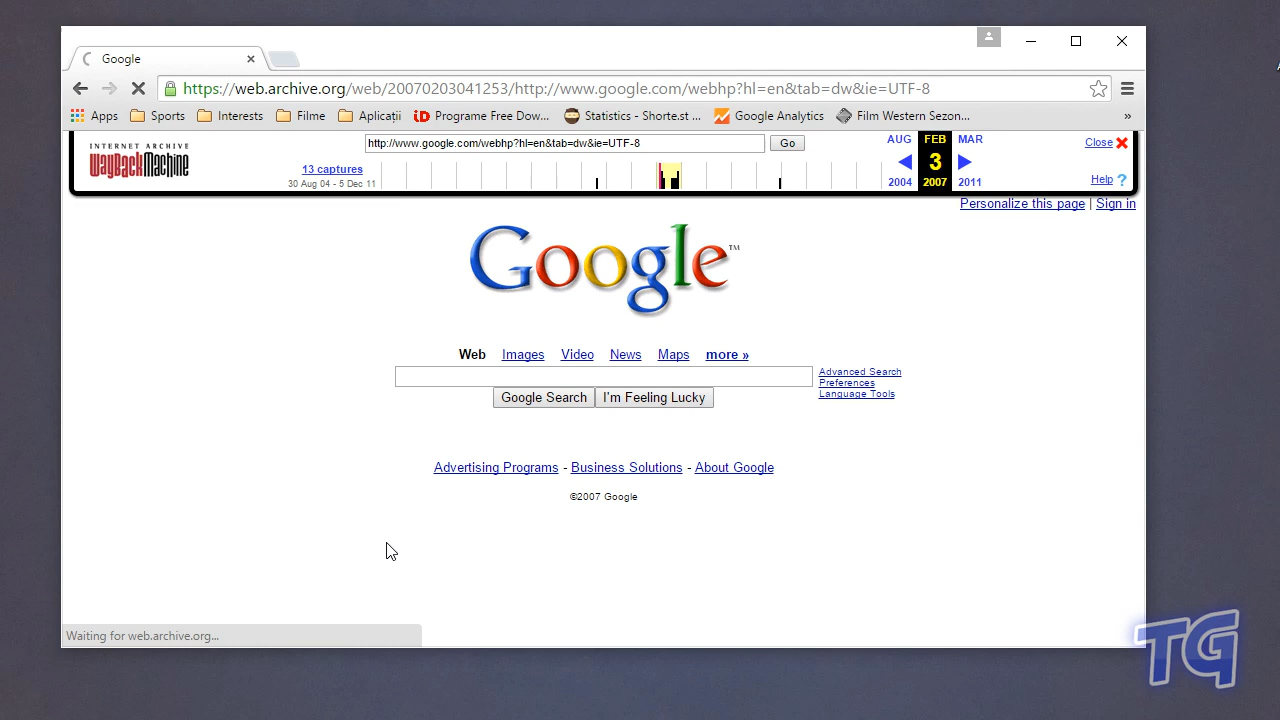 Google
https://web.archive.org/web/20070203041253/http://www.google.com/webhp?hl=en&tab=dw&ie=UTF-8
Apps Sports Interests Filme Aplicații Programe Free Dow... Statistics - Shorte.st ... Google Analytics Film Western Sezon... »
INTERNET ARCHIVE
WayBackMachine
http://www.google.com/webhp?hl=en&tab=dw&ie=UTF-8 Go
13 captures
30 Aug 04 - 5 Dec 11
AUG FEB MAR
3
2004 2007 2011
Close
Help ?
Personalize this page | Sign in
Google™
Web Images Video News Maps more »
Advanced Search
Preferences
Language Tools
Google Search I'm Feeling Lucky
Advertising Programs - Business Solutions - About Google
©2007 Google
Waiting for web.archive.org...
TG